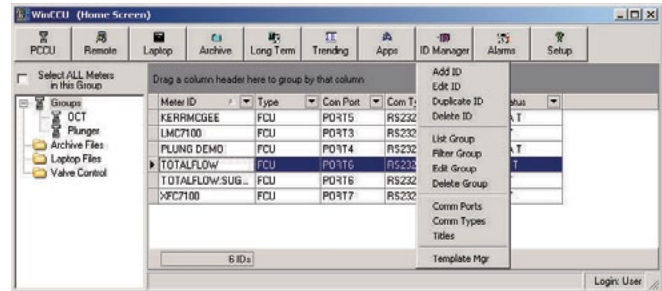 WinCCU (Home Screen)
PCCU Remote Laptop Archive Long Term Trending Apps ID Manager Alarms Setup
Select ALL Meters
in this Group
Drag a column header here to group by that column
Groups
OCT
Plunger
Archive Files
Laptop Files
Valve Control
Meter ID Type Com Port Com Ty atus
KERRMCGEE FCU PORT5 RS232 A T
LMC7100 FCU PORT3 RS232
PLUNG DEMO FCU PORT4 RS232 A T
TOTALFLOW FCU PORT6 RS232 T
TOTALFLOW:SUG... FCU PORT6 RS232
XFC7100 FCU PORT7 RS232
6 IDs
Add ID
Edit ID
Duplicate ID
Delete ID
List Group
Filter Group
Edit Group
Delete Group
Comm Ports
Comm Types
Titles
Template Mgr
Login: User